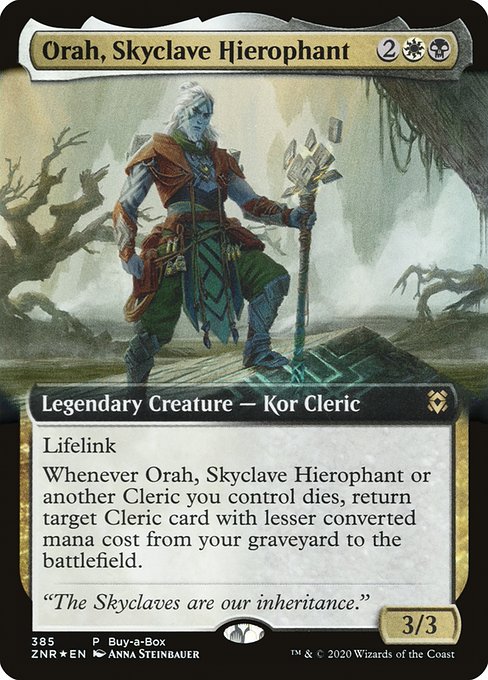 Orah, Skyclave Hierophant 2
Legendary Creature — Kor Cleric
Lifelink
Whenever Orah, Skyclave Hierophant or
another Cleric you control dies, return
target Cleric card with lesser converted
mana cost from your graveyard to the
battlefield.
“The Skyclaves are our inheritance.”
3/3
385 P Buy-a-Box
ZNR★EN Anna Steinbauer
™ & © 2020 Wizards of the Coast